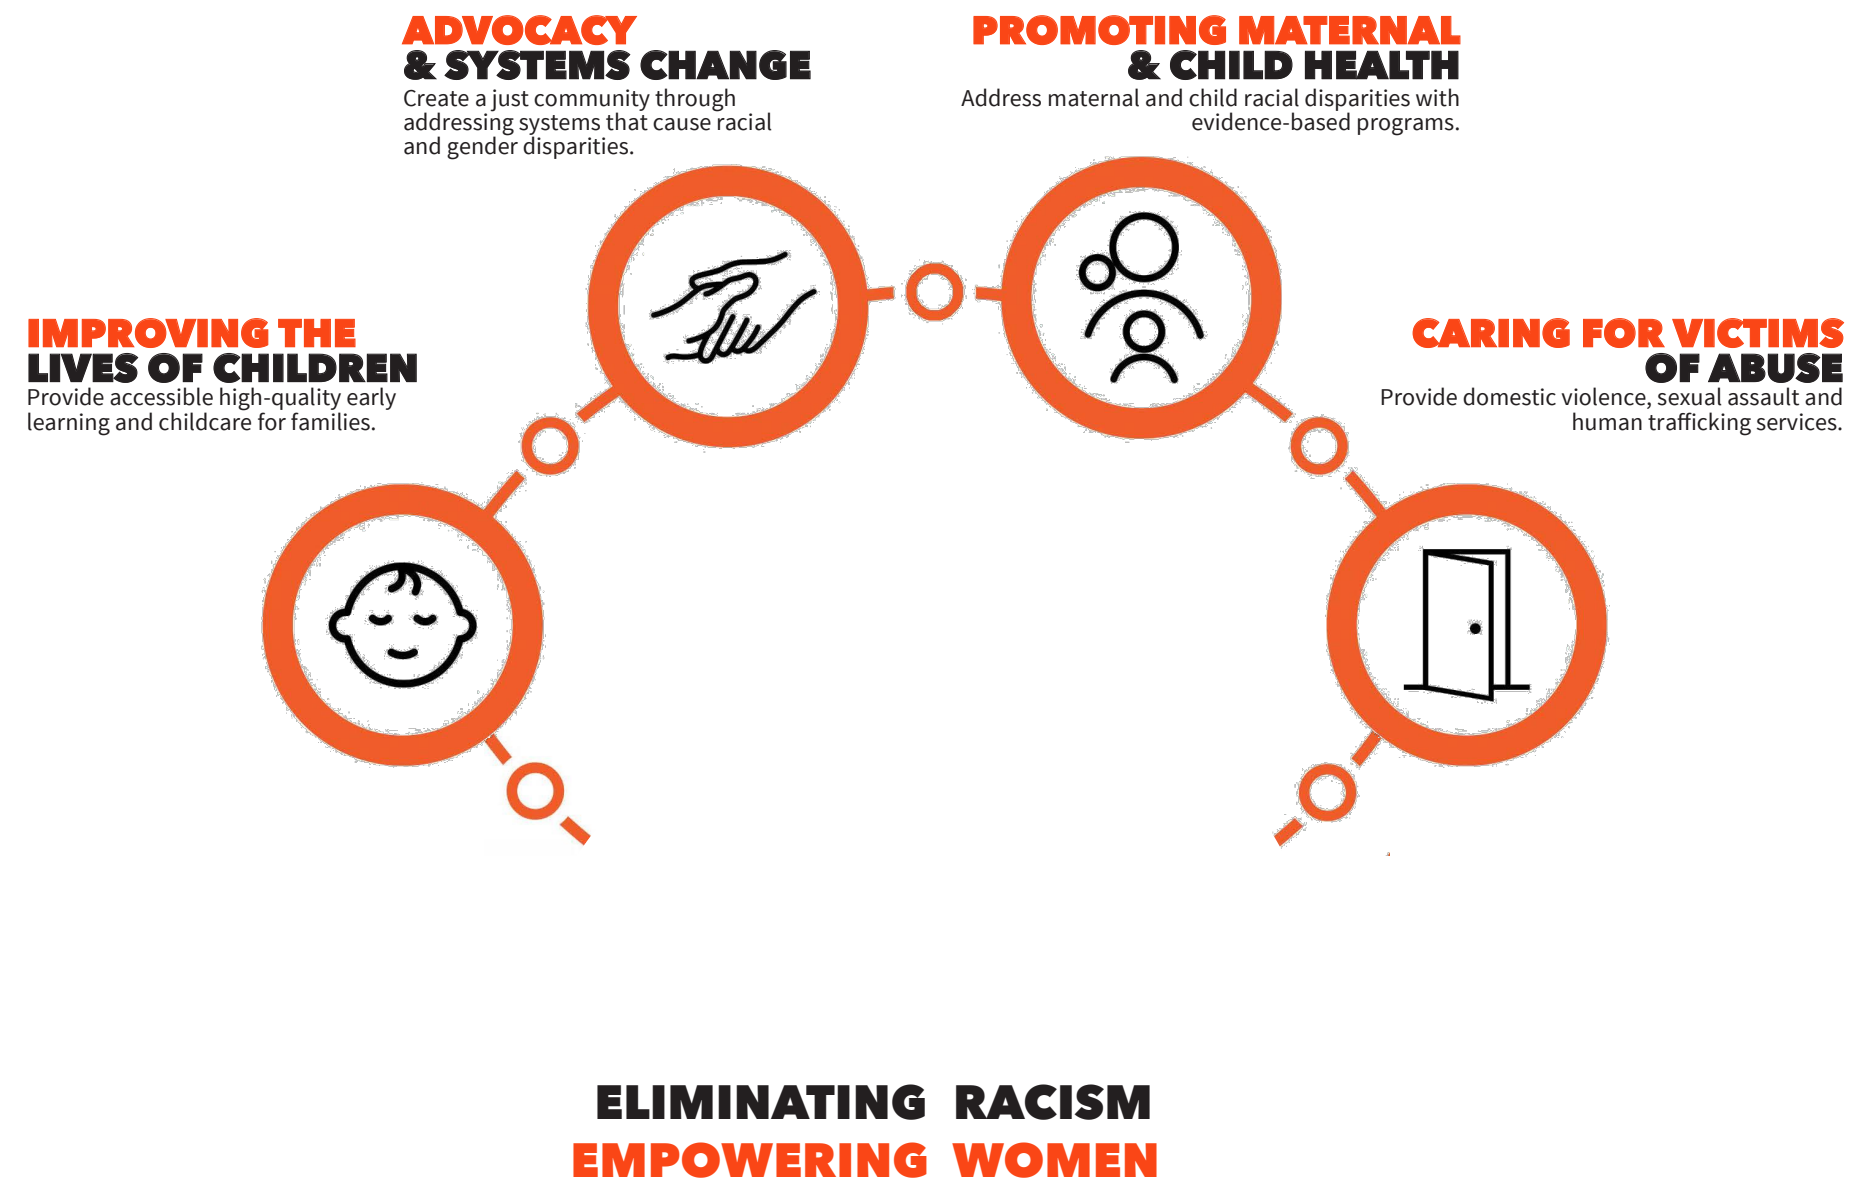 ADVOCACY
& SYSTEMS CHANGE
Create a just community through
addressing systems that cause racial
and gender disparities.
PROMOTING MATERNAL
& CHILD HEALTH
Address maternal and child racial disparities with
evidence-based programs.
IMPROVING THE
LIVES OF CHILDREN
Provide accessible high-quality early
learning and childcare for families.
CARING FOR VICTIMS
OF ABUSE
Provide domestic violence, sexual assault and
human trafficking services.
ELIMINATING RACISM
EMPOWERING WOMEN